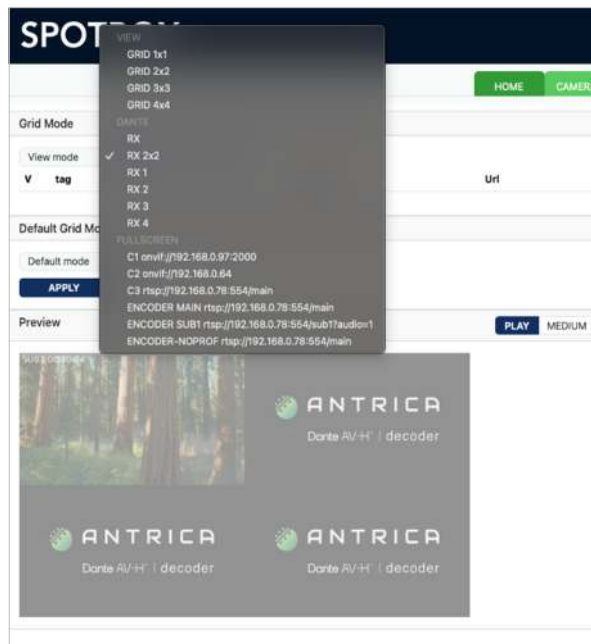 SPOTBOX
VIEW
GRID 1x1
GRID 2x2
GRID 3x3
GRID 4x4
HOME
CAMER
Grid Mode
DANTE
RX
View mode
✓ RX 2x2
V tag
RX 1
Url
RX 2
RX 3
Default Grid Mo
RX 4
FULLSCREEN
Default mode
C1 onvif://192.168.0.97:2000
C2 onvif://192.168.0.64
APPLY
C3 rtsp://192.168.0.78:554/main
ENCODER MAIN rtsp://192.168.0.78:554/main
Preview
ENCODER SUB1 rtsp://192.168.0.78:554/sub1?audio=1
PLAY
MEDIUM
ENCODER-NOPROF rtsp://192.168.0.78:554/main
ANTRICA
Dante AV-H™ | decoder
ANTRICA
Dante AV-H™ | decoder
ANTRICA
Dante AV-H™ | decoder